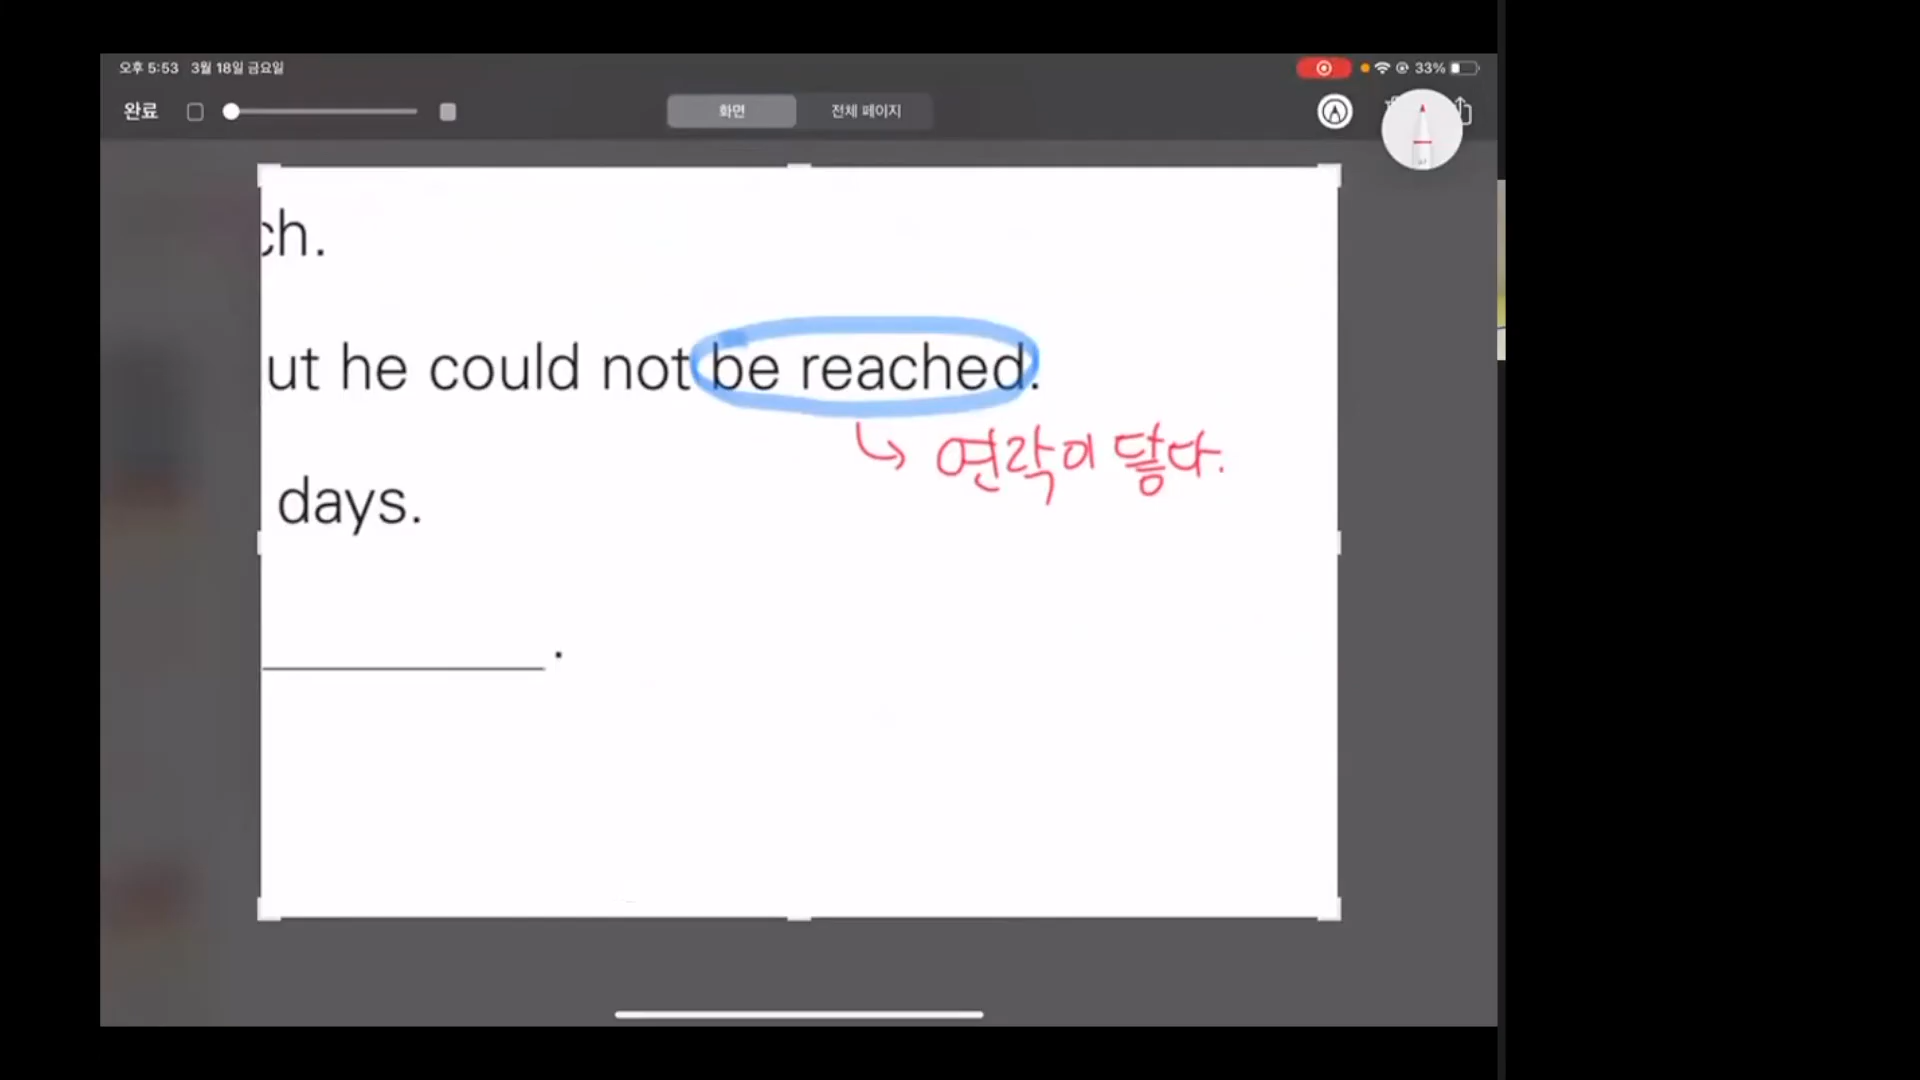 오후 5:53 3월 18일 금요일
33%
완료
화면 전체 페이지
ch.
ut he could not be reached.
연락이 닿다.
days.
.